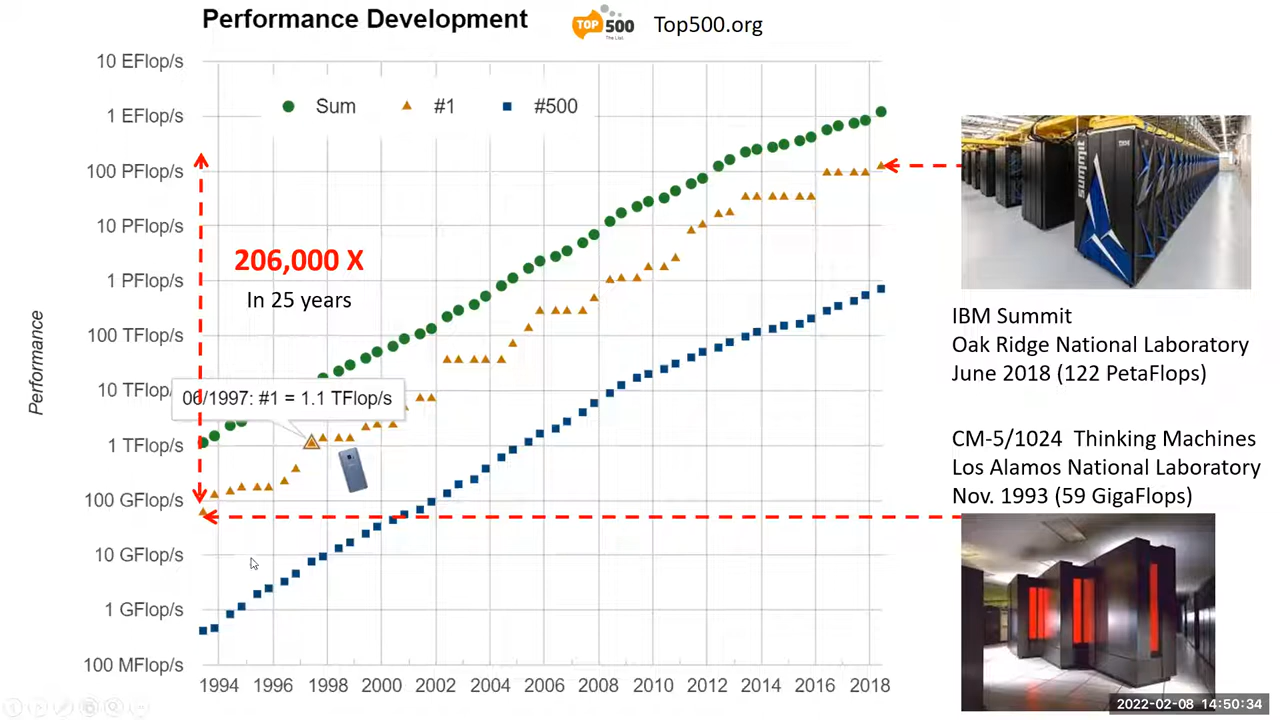 Performance Development
TOP 500
The List.
Top500.org
10 EFlop/s
1 EFlop/s
100 PFlop/s
10 PFlop/s
1 PFlop/s
100 TFlop/s
10 TFlop/s
1 TFlop/s
100 GFlop/s
10 GFlop/s
1 GFlop/s
100 MFlop/s
Performance
Sum
#1
#500
206,000 X
In 25 years
06/1997: #1 = 1.1 TFlop/s
1994 1996 1998 2000 2002 2004 2006 2008 2010 2012 2014 2016 2018
IBM
summit
IBM Summit
Oak Ridge National Laboratory
June 2018 (122 PetaFlops)
CM-5/1024 Thinking Machines
Los Alamos National Laboratory
Nov. 1993 (59 GigaFlops)
2022-02-08 14:50:34